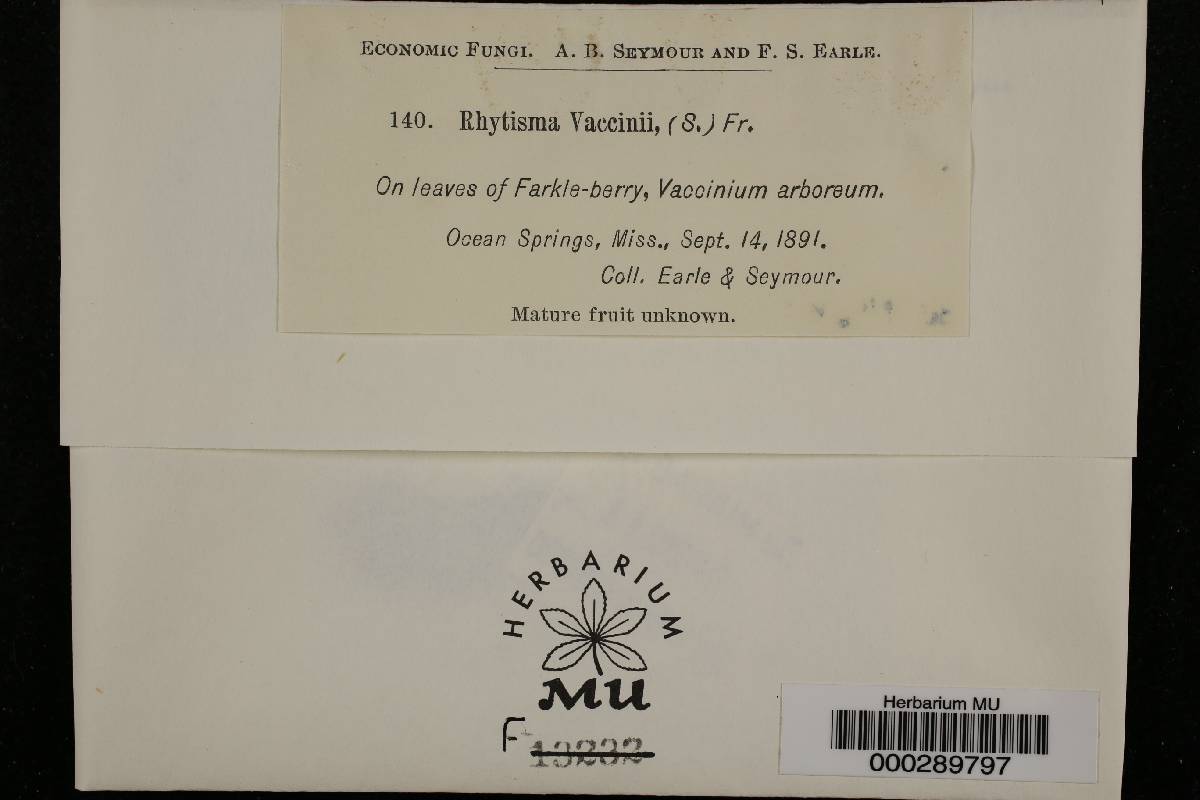 Economic Fungi. A. B. Seymour and F. S. Earle.
140. Rhytisma Vaccinii, (S.) Fr.
On leaves of Farkle-berry, Vaccinium arboreum.
Ocean Springs, Miss., Sept. 14, 1891.
Coll. Earle & Seymour.
Mature fruit unknown.
HERBARIUM
MU
F 13232
Herbarium MU
000289797